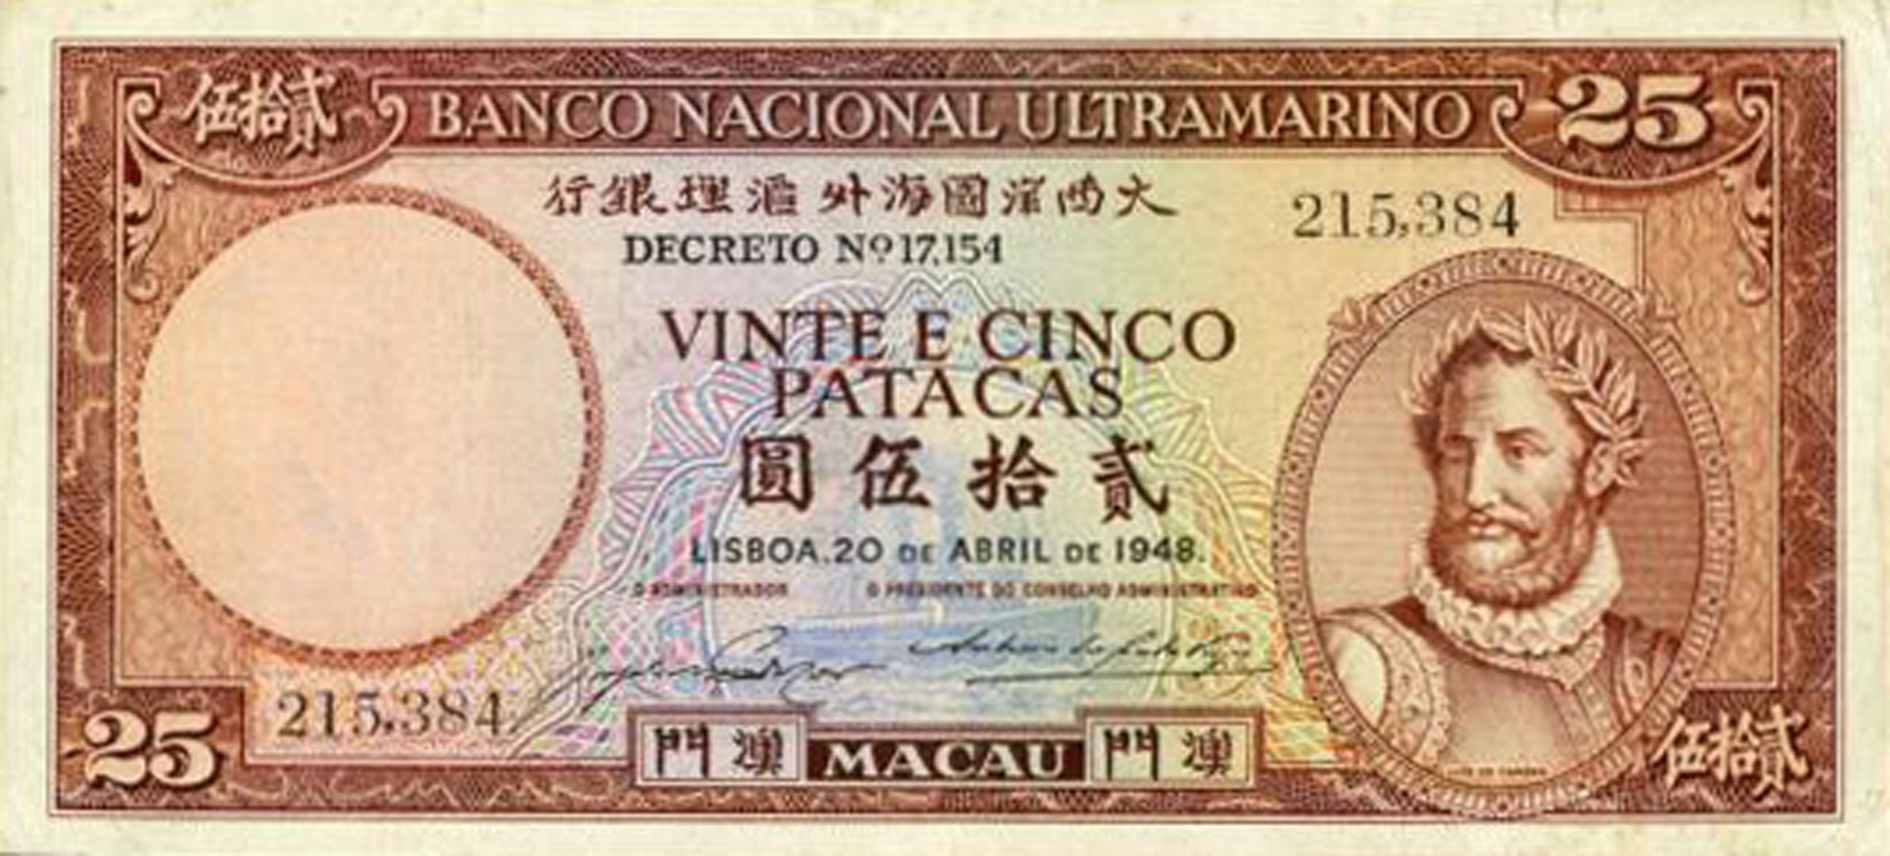 貳拾伍
BANCO NACIONAL ULTRAMARINO
25
大西洋國海外滙理銀行
215,384
DECRETO Nº 17,154
VINTE E CINCO
PATACAS
貳拾伍圓
LISBOA. 20 DE ABRIL DE 1948.
O ADMINISTRADOR
O PRESIDENTE DO CONSELHO ADMINISTRATIVO
215,384
25
澳門
MACAU
澳門
貳拾伍